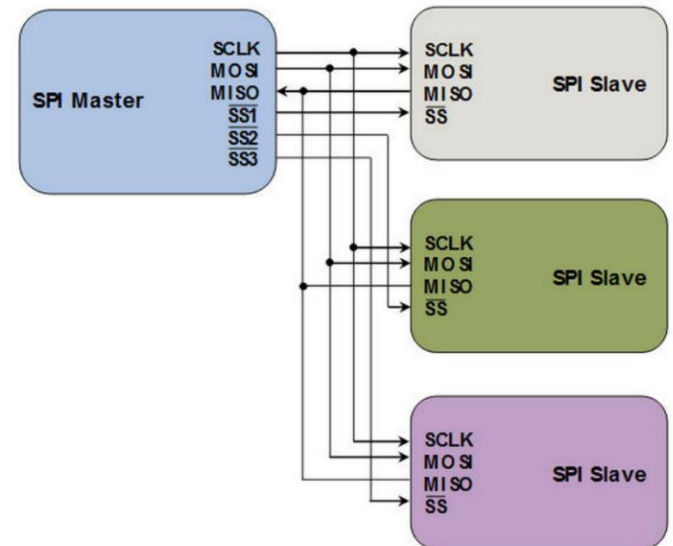 SPI Master
SCLK
MOSI
MISO
SS1
SS2
SS3
SCLK
MOSI
MISO
SS
SPI Slave
SCLK
MOSI
MISO
SS
SPI Slave
SCLK
MOSI
MISO
SS
SPI Slave